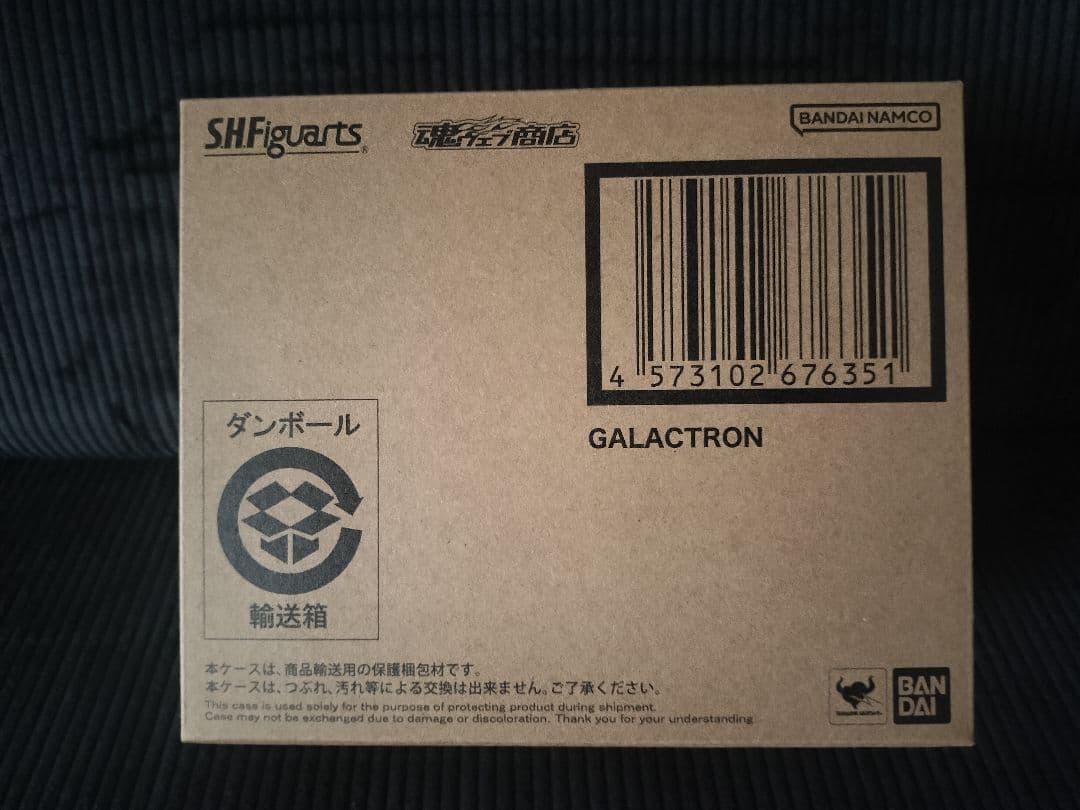 S.H.Figuarts®
魂ウェブ商店
BANDAI NAMCO
4 573102 676351
GALACTRON
ダンボール
輸送箱
本ケースは、商品輸送用の保護梱包材です。
本ケースは、つぶれ、汚れ等による交換は出来ません。ご了承ください。
This case is used solely for the purpose of protecting product during shipment.
Case may not be exchanged due to damage or discoloration. Thank you for your understanding
BAN
DAI